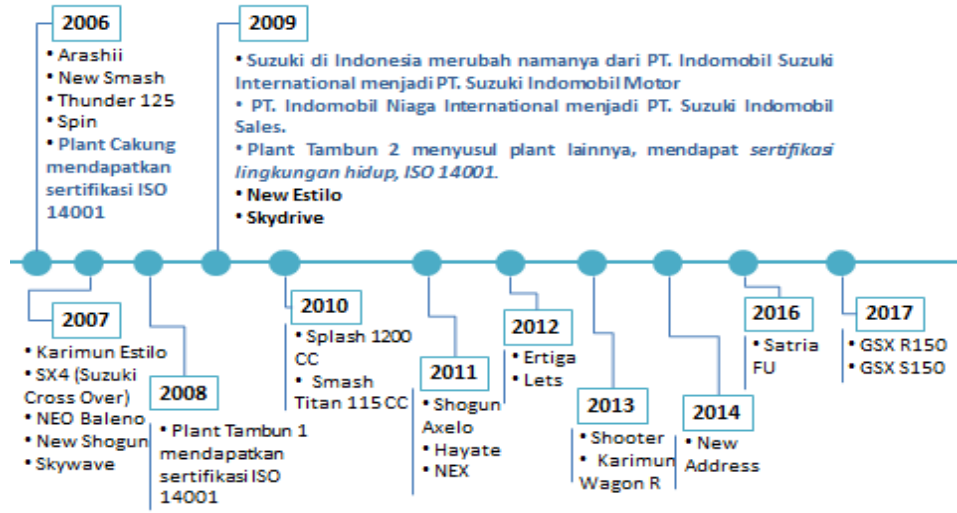 2006
• Arashii
• New Smash
• Thunder 125
• Spin
• Plant Cakung
mendapatkan
sertifikasi ISO
14001
2009
• Suzuki di Indonesia merubah namanya dari PT. Indomobil Suzuki
International menjadi PT. Suzuki Indomobil Motor
• PT. Indomobil Niaga International menjadi PT. Suzuki Indomobil
Sales.
• Plant Tambun 2 menyusul plant lainnya, mendapat sertifikasi
lingkungan hidup, ISO 14001.
• New Estilo
• Skydrive
2007
• Karimun Estilo
• SX4 (Suzuki
Cross Over)
• NEO Baleno
• New Shogun
• Skywave
2008
• Plant Tambun 1
mendapatkan
sertifikasi ISO
14001
2010
• Splash 1200
CC
• Smash
Titan 115 CC
2011
• Shogun
Axelo
• Hayate
• NEX
2012
• Ertiga
• Lets
2013
• Shooter
• Karimun
Wagon R
2014
• New
Address
2016
• Satria
FU
2017
• GSX R150
• GSX S150